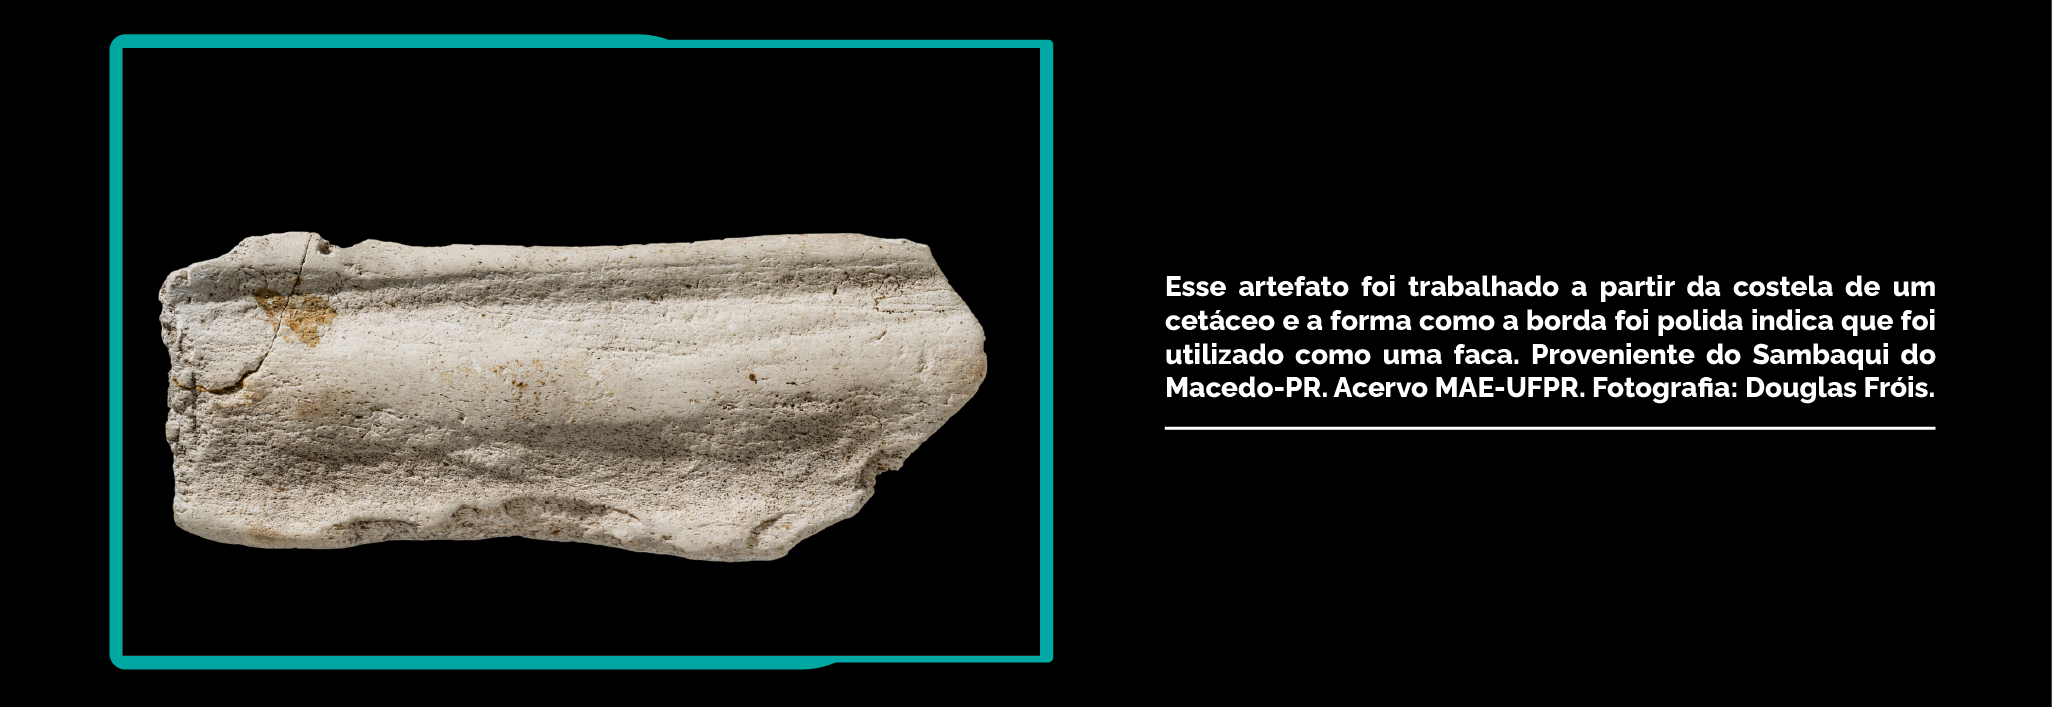 Esse artefato foi trabalhado a partir da costela de um
cetáceo e a forma como a borda foi polida indica que foi
utilizado como uma faca. Proveniente do Sambaqui do
Macedo-PR. Acervo MAE-UFPR. Fotografia: Douglas Fróis.